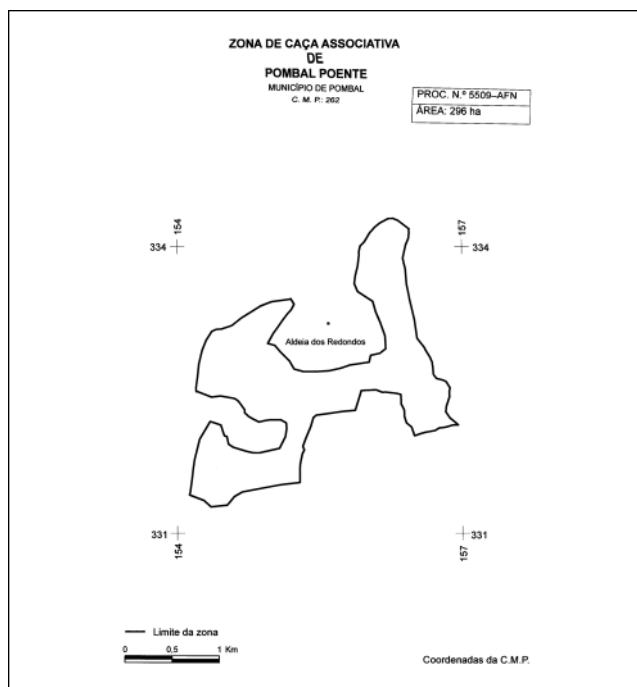 ZONA DE CAÇA ASSOCIATIVA
DE
POMBAL POENTE
MUNICÍPIO DE POMBAL
C. M. P.: 262
PROC. N.º 5509–AFN
ÁREA: 296 ha
154
157
334
334
Aldeia dos Redondos
331
331
154
157
Limite da zona
0 0,5 1 Km
Coordenadas da C.M.P.